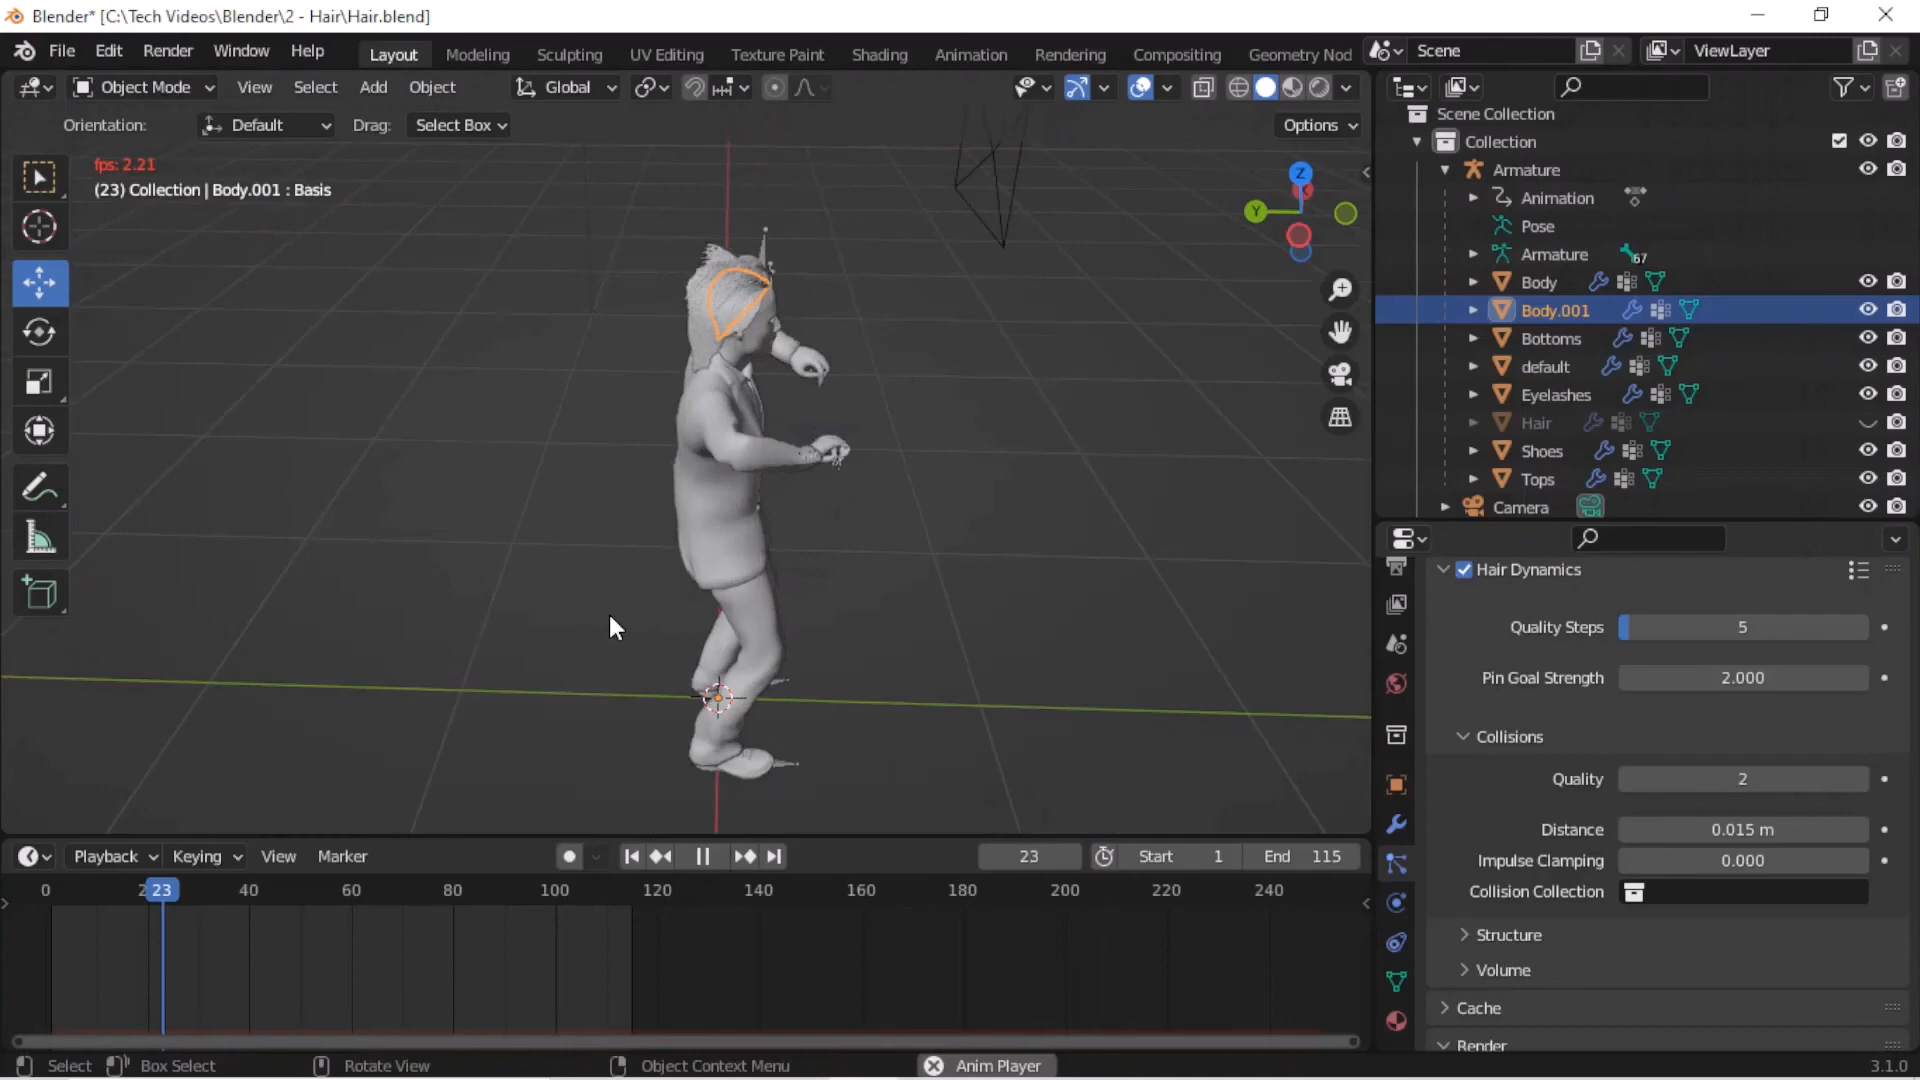 Blender* [C:\Tech Videos\Blender\2 - Hair\Hair.blend]
File Edit Render Window Help Layout Modeling Sculpting UV Editing Texture Paint Shading Animation Rendering Compositing Geometry Nod Scene ViewLayer
Object Mode View Select Add Object Global
Orientation: Default Drag: Select Box Options
fps: 2.21
(23) Collection | Body.001 : Basis
Z
Y
Scene Collection
Collection
Armature
Animation
Pose
Armature 67
Body
Body.001
Bottoms
default
Eyelashes
Hair
Shoes
Tops
Camera
Hair Dynamics
Quality Steps 5
Pin Goal Strength 2.000
Collisions
Quality 2
Distance 0.015 m
Impulse Clamping 0.000
Collision Collection
Structure
Volume
Cache
Render
Playback Keying View Marker 23 Start 1 End 115
0 23 40 60 80 100 120 140 160 180 200 220 240
Select Box Select Rotate View Object Context Menu Anim Player 3.1.0